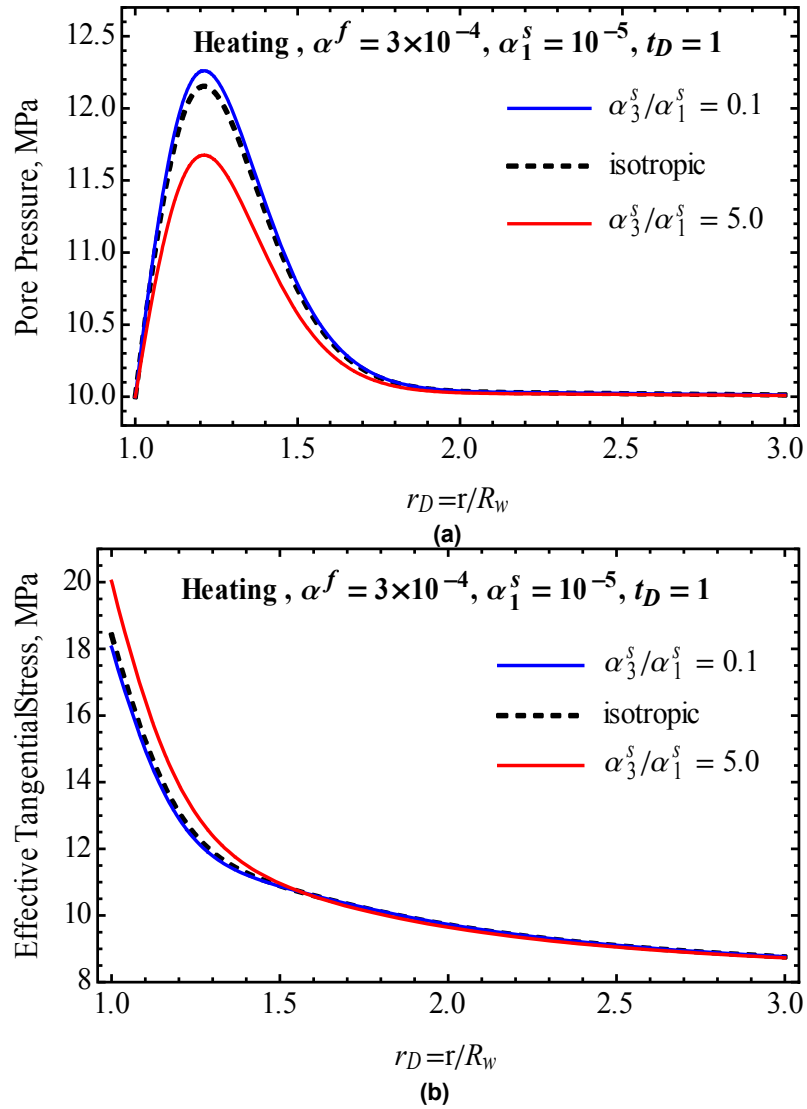 Heating , α^f = 3×10^-4, α_1^s = 10^-5, t_D = 1
α_3^s/α_1^s = 0.1
isotropic
α_3^s/α_1^s = 5.0
Pore Pressure, MPa
12.5
12.0
11.5
11.0
10.5
10.0
1.0 1.5 2.0 2.5 3.0
r_D=r/R_w
(a)
Heating , α^f = 3×10^-4, α_1^s = 10^-5, t_D = 1
α_3^s/α_1^s = 0.1
isotropic
α_3^s/α_1^s = 5.0
Effective TangentialStress, MPa
20
18
16
14
12
10
8
1.0 1.5 2.0 2.5 3.0
r_D=r/R_w
(b)